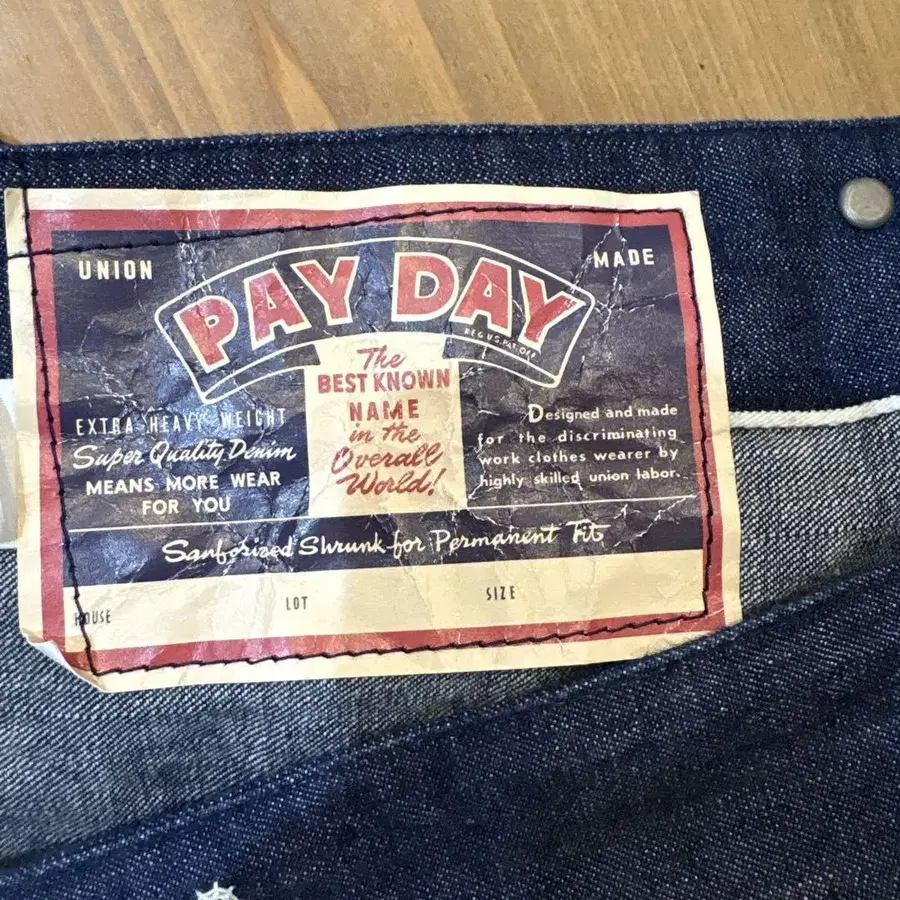 UNION
MADE
PAY DAY
REG U.S. PAT. OFF
The
BEST KNOWN
NAME
in the
Overall
World!
EXTRA HEAVY WEIGHT
Super Quality Denim
MEANS MORE WEAR
FOR YOU
Designed and made
for the discriminating
work clothes wearer by
highly skilled union labor.
Sanforized Shrunk for Permanent Fit
HOUSE
LOT
SIZE